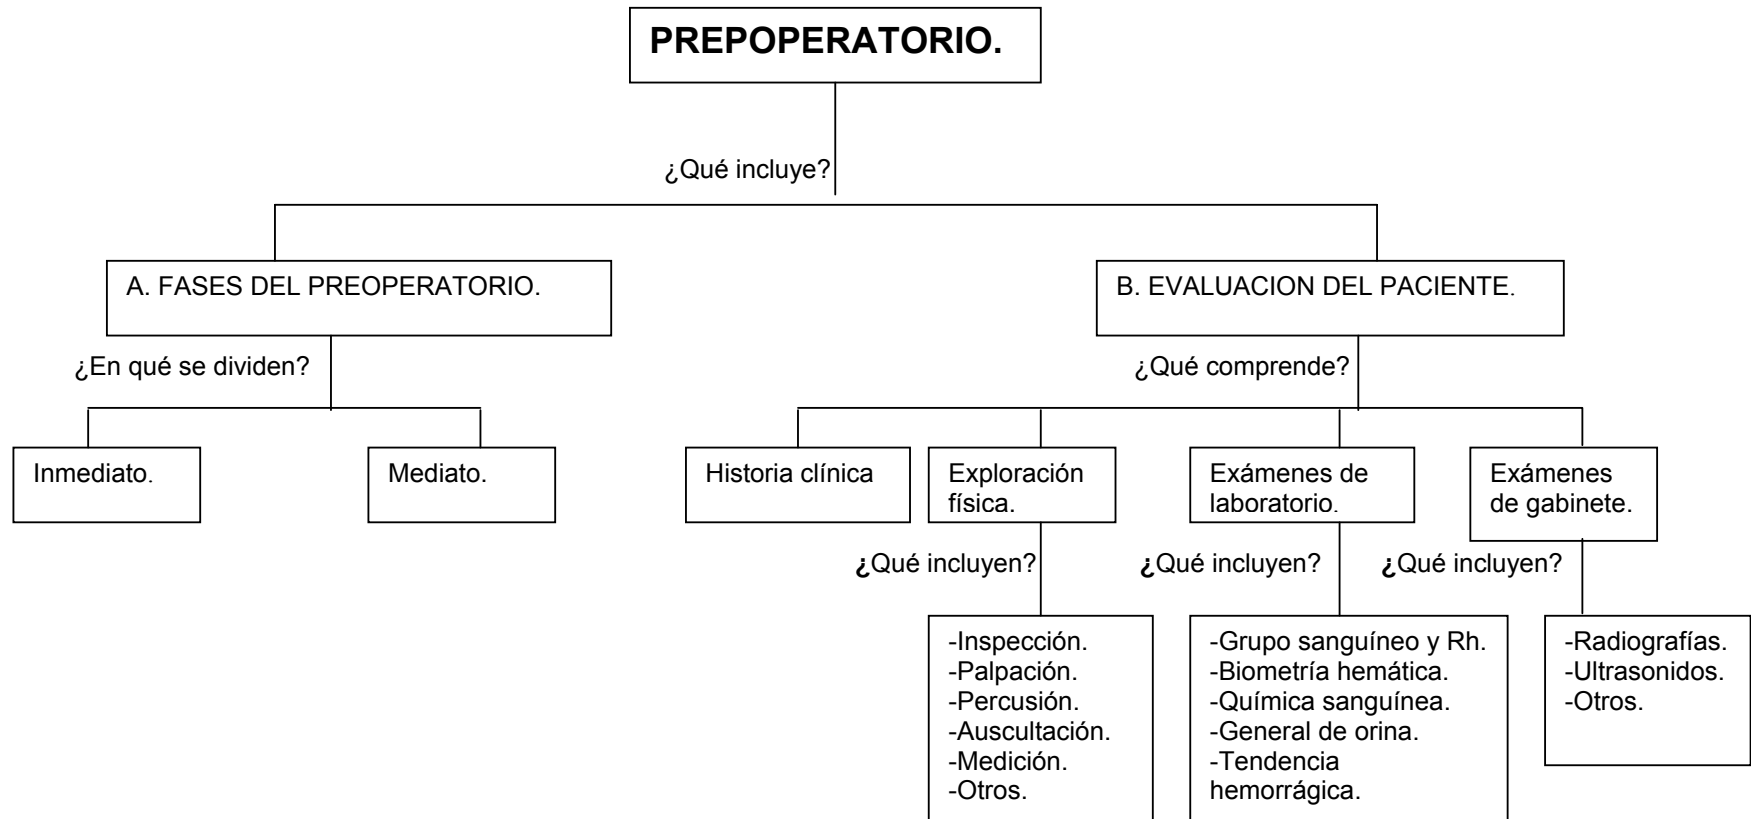 PREPOPERATORIO.
¿Qué incluye?
A. FASES DEL PREOPERATORIO.
B. EVALUACION DEL PACIENTE.
¿En qué se dividen?
¿Qué comprende?
Inmediato.
Mediato.
Historia clínica
Exploración
física.
Exámenes de
laboratorio.
Exámenes
de gabinete.
¿Qué incluyen?
¿Qué incluyen?
¿Qué incluyen?
-Inspección.
-Palpación.
-Percusión.
-Auscultación.
-Medición.
-Otros.
-Grupo sanguíneo y Rh.
-Biometría hemática.
-Química sanguínea.
-General de orina.
-Tendencia
hemorrágica.
-Radiografías.
-Ultrasonidos.
-Otros.